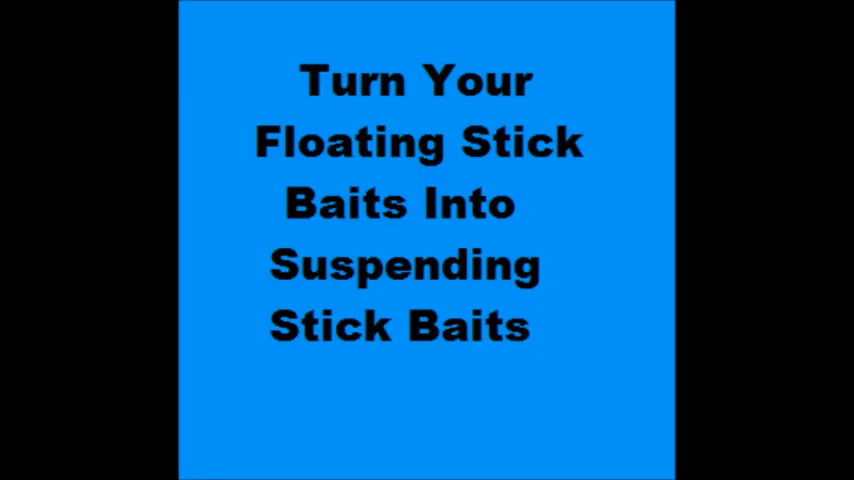 Turn Your
Floating Stick
Baits Into
Suspending
Stick Baits